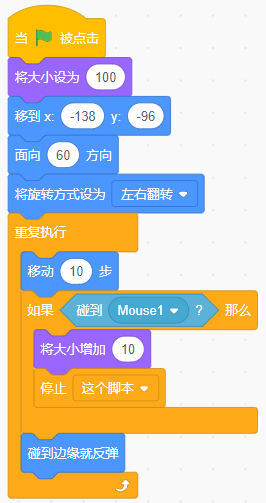 当 被点击
将大小设为 100
移到 x: -138 y: -96
面向 60 方向
将旋转方式设为 左右翻转
重复执行
移动 10 步
如果 碰到 Mouse1 ? 那么
将大小增加 10
停止 这个脚本
碰到边缘就反弹